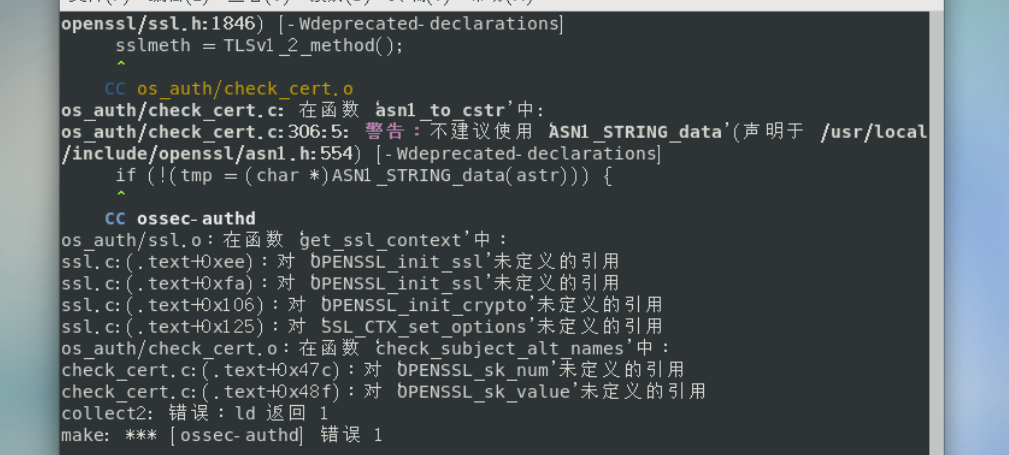 openssl/ssl.h:1846) [-Wdeprecated-declarations]
sslmeth = TLSv1_2_method();
^
CC os_auth/check_cert.o
os_auth/check_cert.c: 在函数 ‘asn1_to_cstr’中:
os_auth/check_cert.c:306:5: 警告：不建议使用 ‘ASN1_STRING_data’(声明于 /usr/local
/include/openssl/asn1.h:554) [-Wdeprecated-declarations]
if (!(tmp = (char *)ASN1_STRING_data(astr))) {
^
CC ossec-authd
os_auth/ssl.o：在函数 ‘get_ssl_context’中：
ssl.c:(.text+0xee)：对 ‘OPENSSL_init_ssl’未定义的引用
ssl.c:(.text+0xfa)：对 ‘OPENSSL_init_ssl’未定义的引用
ssl.c:(.text+0x106)：对 ‘OPENSSL_init_crypto’未定义的引用
ssl.c:(.text+0x125)：对 ‘SSL_CTX_set_options’未定义的引用
os_auth/check_cert.o：在函数 ‘check_subject_alt_names’中：
check_cert.c:(.text+0x47c)：对 ‘OPENSSL_sk_num’未定义的引用
check_cert.c:(.text+0x48f)：对 ‘OPENSSL_sk_value’未定义的引用
collect2: 错误：ld 返回 1
make: *** [ossec-authd] 错误 1